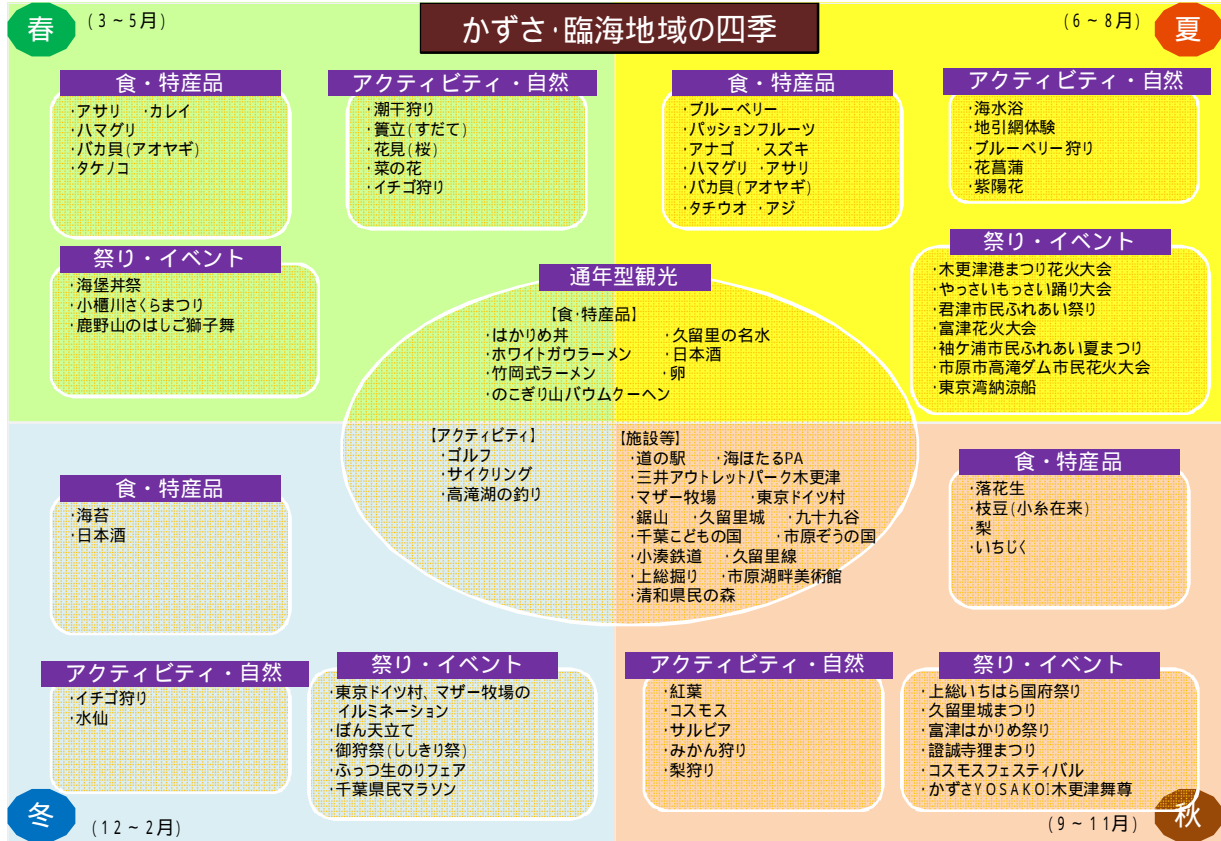 かずさ・臨海地域の四季
春
(3～5月)
食・特産品
・アサリ ・カレイ
・ハマグリ
・バカ貝(アオヤギ)
・タケノコ
アクティビティ・自然
・潮干狩り
・簀立(すだて)
・花見(桜)
・菜の花
・イチゴ狩り
祭り・イベント
・海堡丼祭
・小櫃川さくらまつり
・鹿野山のはしご獅子舞
(6～8月)
夏
食・特産品
・ブルーベリー
・パッションフルーツ
・アナゴ ・スズキ
・ハマグリ ・アサリ
・バカ貝(アオヤギ)
・タチウオ ・アジ
アクティビティ・自然
・海水浴
・地引網体験
・ブルーベリー狩り
・花菖蒲
・紫陽花
祭り・イベント
・木更津港まつり花火大会
・やっさいもっさい踊り大会
・君津市民ふれあい祭り
・富津花火大会
・袖ケ浦市民ふれあい夏まつり
・市原市高滝ダム市民花火大会
・東京湾納涼船
通年型観光
【食・特産品】
・はかりめ丼 ・久留里の名水
・ホワイトガウラーメン ・日本酒
・竹岡式ラーメン ・卵
・のこぎり山バウムクーヘン
【アクティビティ】
・ゴルフ
・サイクリング
・高滝湖の釣り
【施設等】
・道の駅 ・海ほたるPA
・三井アウトレットパーク木更津
・マザー牧場 ・東京ドイツ村
・鋸山 ・久留里城 ・九十九谷
・千葉こどもの国 ・市原ぞうの国
・小湊鉄道 ・久留里線
・上総掘り ・市原湖畔美術館
・清和県民の森
食・特産品
・海苔
・日本酒
アクティビティ・自然
・イチゴ狩り
・水仙
祭り・イベント
・東京ドイツ村、マザー牧場の
イルミネーション
・ぼん天立て
・御狩祭(ししきり祭)
・ふっつ生のりフェア
・千葉県民マラソン
冬
(12～2月)
食・特産品
・落花生
・枝豆(小糸在来)
・梨
・いちじく
アクティビティ・自然
・紅葉
・コスモス
・サルビア
・みかん狩り
・梨狩り
祭り・イベント
・上総いちはら国府祭り
・久留里城まつり
・富津はかりめ祭り
・證誠寺狸まつり
・コスモスフェスティバル
・かずさYOSAKOI木更津舞尊
(9～11月)
秋